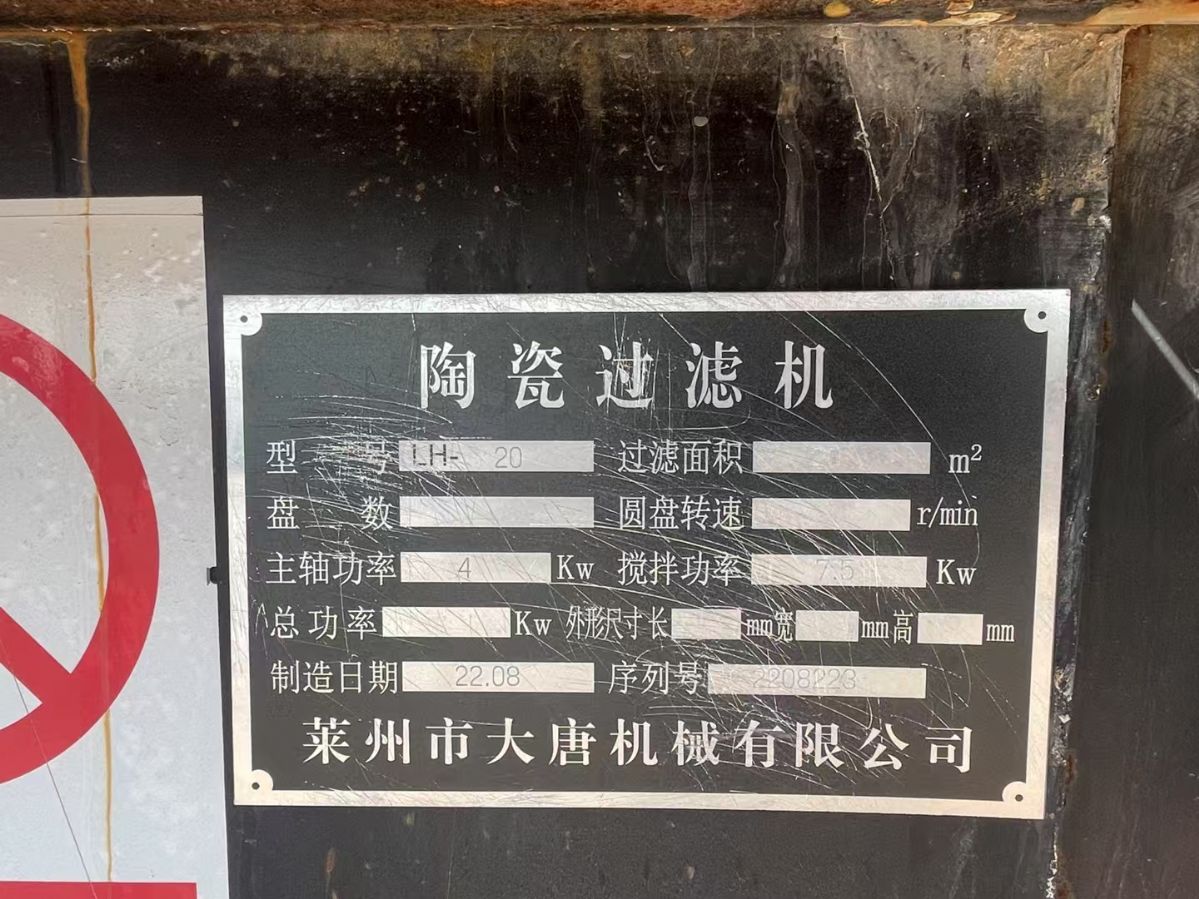 陶瓷过滤机
型 号 LH- 20 过滤面积 m²
盘 数 圆盘转速 r/min
主轴功率 4 Kw 搅拌功率 7.5 Kw
总功率 Kw 外形尺寸长 mm宽 mm高 mm
制造日期 22.08 序列号 2208223
莱州市大唐机械有限公司